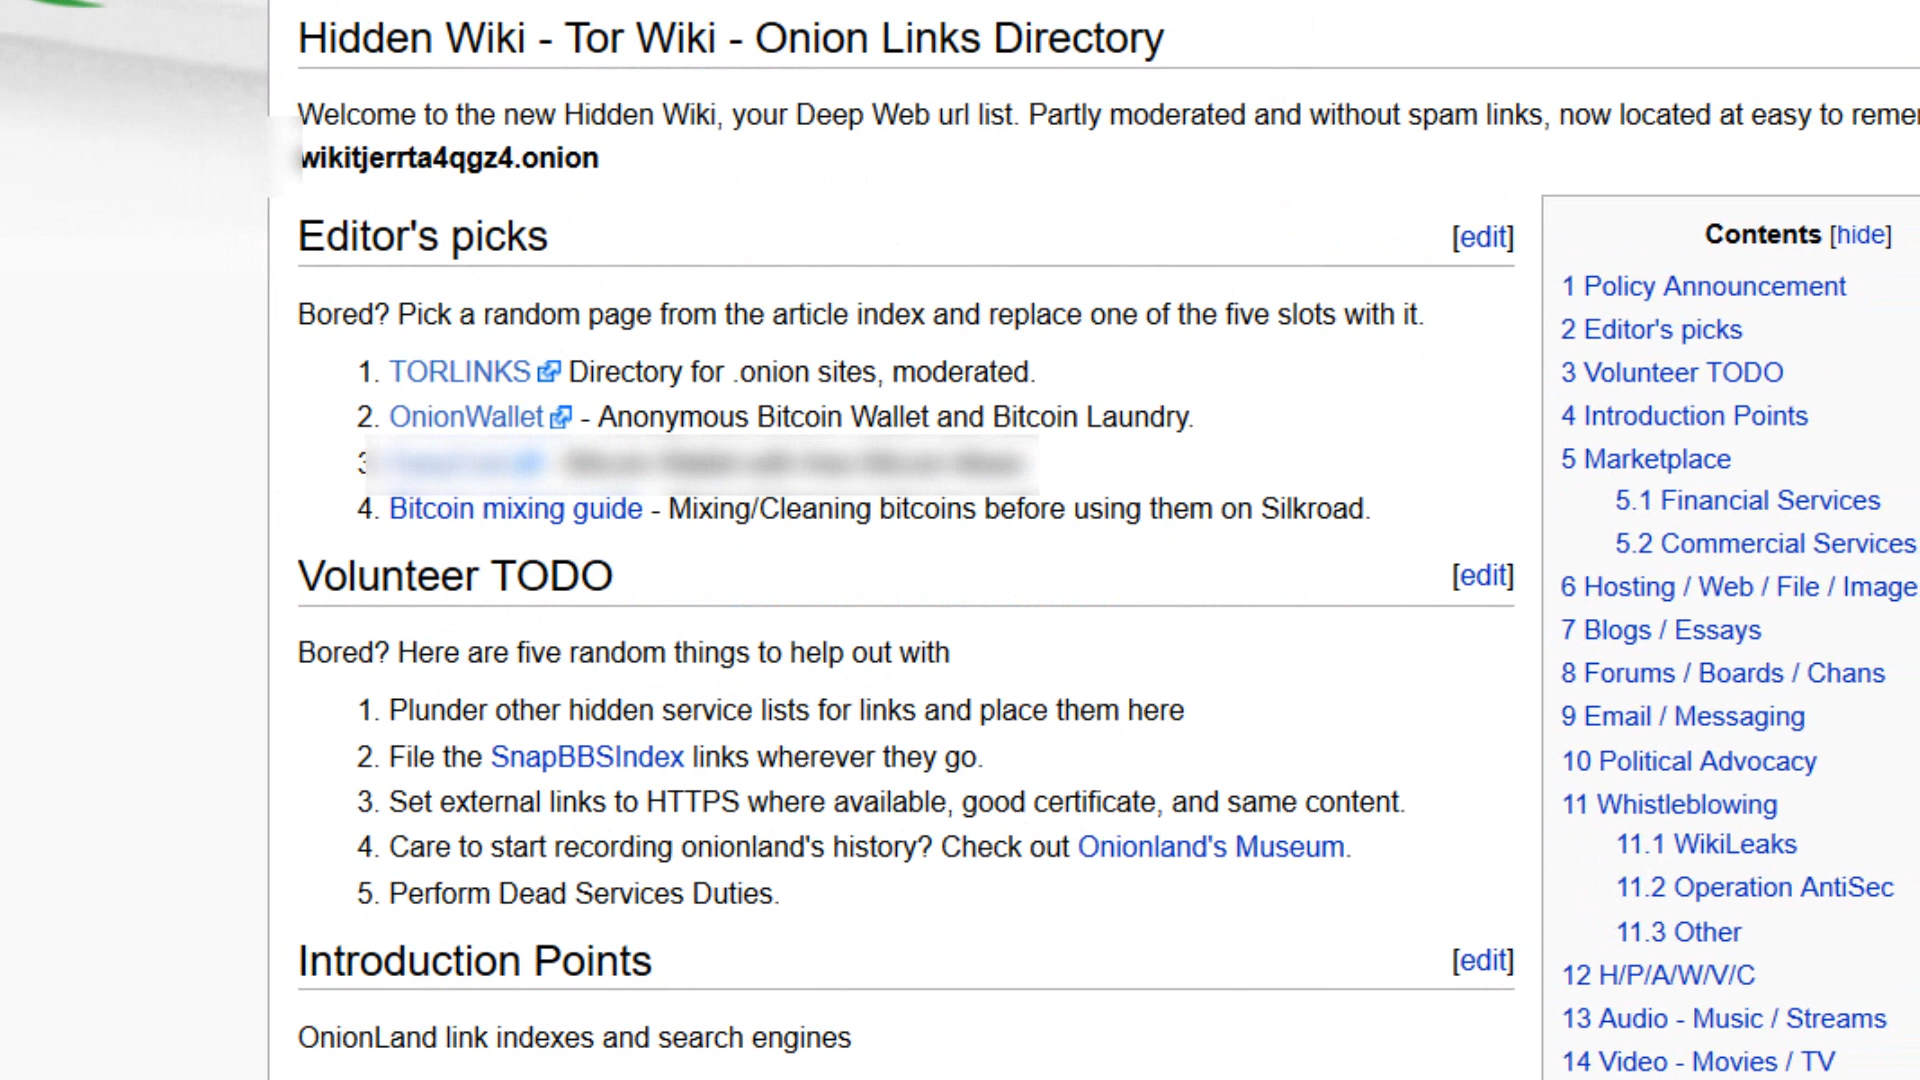 Hidden Wiki - Tor Wiki - Onion Links Directory
Welcome to the new Hidden Wiki, your Deep Web url list. Partly moderated and without spam links, now located at easy to
wikitjerrta4qgz4.onion
Editor's picks
[edit]
Bored? Pick a random page from the article index and replace one of the five slots with it.
1. TORLINKS Directory for .onion sites, moderated.
2. OnionWallet - Anonymous Bitcoin Wallet and Bitcoin Laundry.
3
4. Bitcoin mixing guide - Mixing/Cleaning bitcoins before using them on Silkroad.
Volunteer TODO
[edit]
Bored? Here are five random things to help out with
1. Plunder other hidden service lists for links and place them here
2. File the SnapBBSIndex links wherever they go.
3. Set external links to HTTPS where available, good certificate, and same content.
4. Care to start recording onionland's history? Check out Onionland's Museum.
5. Perform Dead Services Duties.
Introduction Points
[edit]
OnionLand link indexes and search engines
Contents [hide]
1 Policy Announcement
2 Editor's picks
3 Volunteer TODO
4 Introduction Points
5 Marketplace
5.1 Financial Services
5.2 Commercial Services
6 Hosting / Web / File / Image
7 Blogs / Essays
8 Forums / Boards / Chans
9 Email / Messaging
10 Political Advocacy
11 Whistleblowing
11.1 WikiLeaks
11.2 Operation AntiSec
11.3 Other
12 H/P/A/W/V/C
13 Audio - Music / Streams
14 Video - Movies / TV